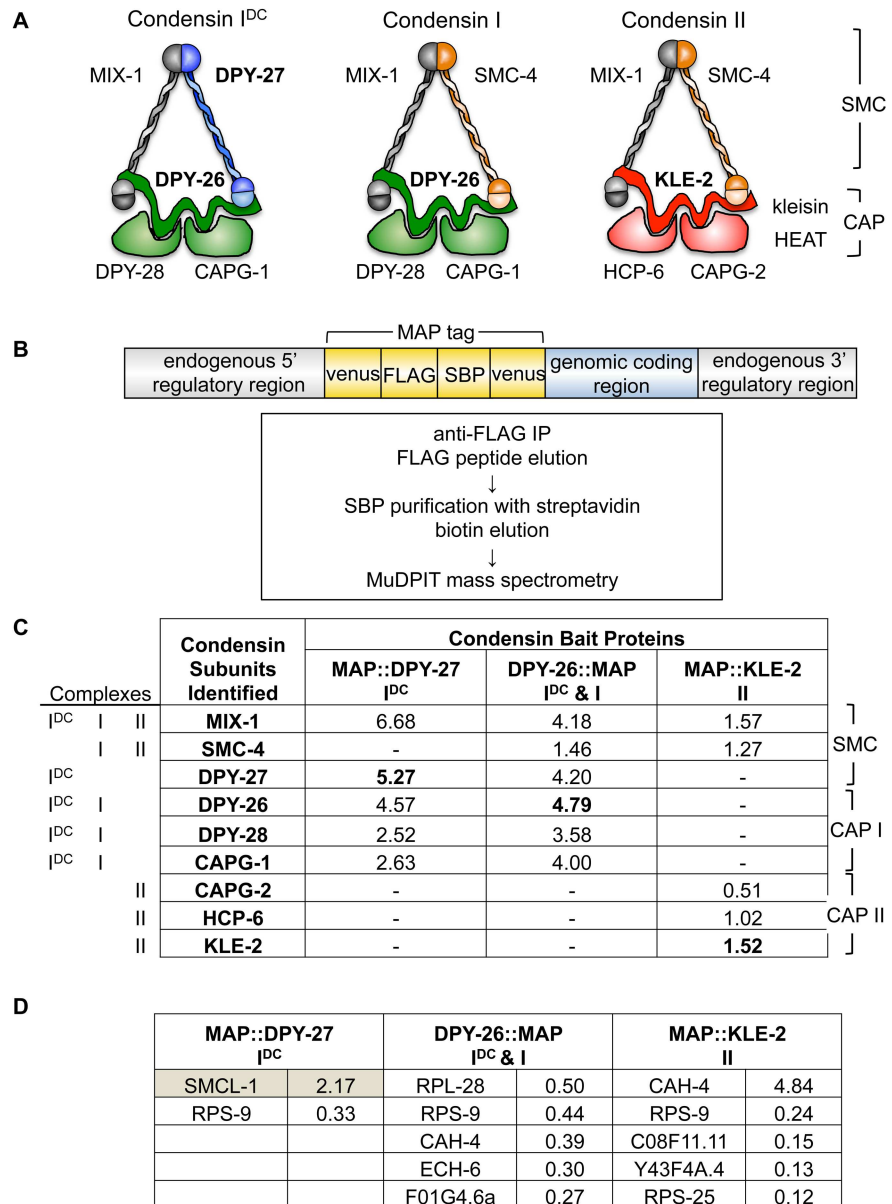 A
Condensin IDC
Condensin I
Condensin II
MIX-1
DPY-27
MIX-1
SMC-4
MIX-1
SMC-4
SMC
DPY-26
DPY-26
KLE-2
kleisin
CAP
HEAT
DPY-28
CAPG-1
DPY-28
CAPG-1
HCP-6
CAPG-2
B
MAP tag
endogenous 5’
regulatory region
venus
FLAG
SBP
venus
genomic coding
region
endogenous 3’
regulatory region
anti-FLAG IP
FLAG peptide elution
↓
SBP purification with streptavidin
biotin elution
↓
MuDPIT mass spectrometry
C
Condensin
Subunits
Identified
Condensin Bait Proteins
MAP::DPY-27
IDC
DPY-26::MAP
IDC & I
MAP::KLE-2
II
Complexes
IDC I II MIX-1 6.68 4.18 1.57
I II SMC-4 - 1.46 1.27
SMC
IDC DPY-27 5.27 4.20 -
IDC I DPY-26 4.57 4.79 -
IDC I DPY-28 2.52 3.58 -
CAP I
IDC I CAPG-1 2.63 4.00 -
II CAPG-2 - - 0.51
II HCP-6 - - 1.02
CAP II
II KLE-2 - - 1.52
D
MAP::DPY-27
IDC
DPY-26::MAP
IDC & I
MAP::KLE-2
II
SMCL-1 2.17 RPL-28 0.50 CAH-4 4.84
RPS-9 0.33 RPS-9 0.44 RPS-9 0.24
CAH-4 0.39 C08F11.11 0.15
ECH-6 0.30 Y43F4A.4 0.13
F01G4.6a 0.27 RPS-25 0.12